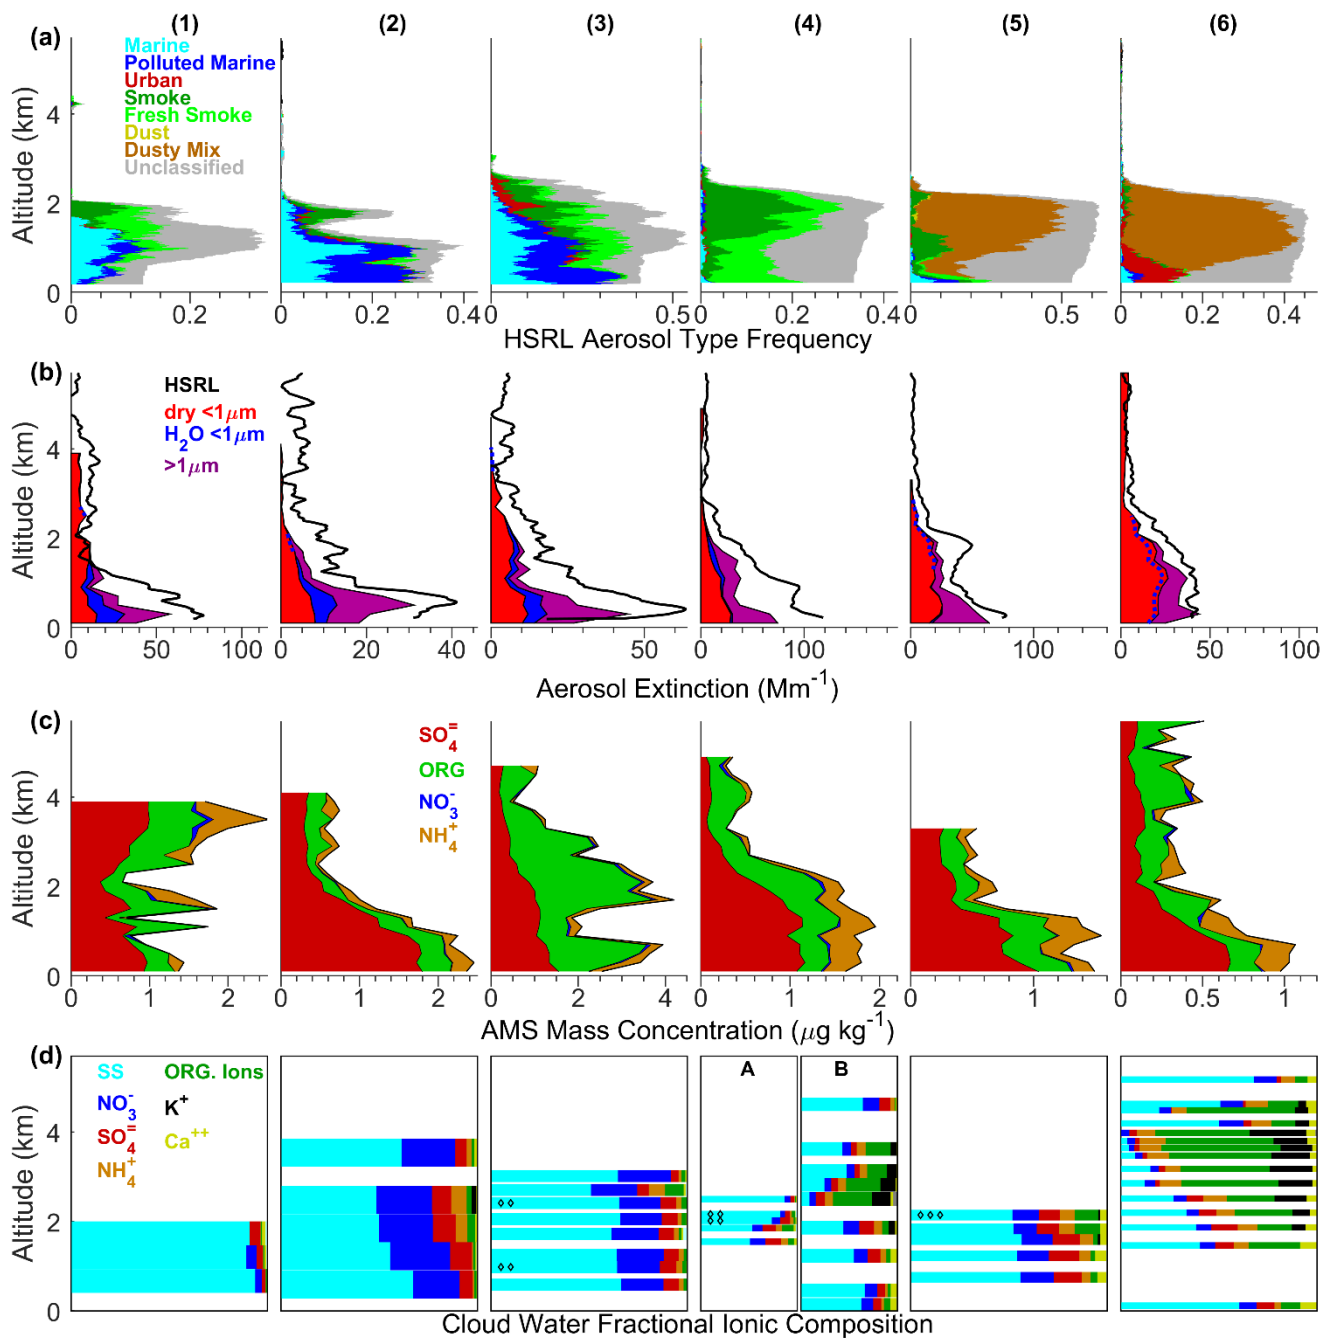 (1) (2) (3) (4) (5) (6)
(a)
Marine
Polluted Marine
Urban
Smoke
Fresh Smoke
Dust
Dusty Mix
Unclassified
Altitude (km)
4
2
0
0 0.2
0 0.2 0.4
0 0.5
0 0.2 0.4
0 0.5
0 0.2 0.4
HSRL Aerosol Type Frequency
(b)
HSRL
dry <1μm
H₂O <1μm
>1μm
Altitude (km)
4
2
0
0 50 100
0 20 40
0 20 40 60
0 100
0 100
0 50 100
Aerosol Extinction (Mm⁻¹)
(c)
SO₄⁼
ORG
NO₃⁻
NH₄⁺
Altitude (km)
4
2
0
0 1 2
0 1 2
0 2 4
0 1 2
0 1
0 0.5 1
AMS Mass Concentration (μg kg⁻¹)
(d)
SS
NO₃⁻
SO₄⁼
NH₄⁺
ORG. Ions
K⁺
Ca⁺⁺
A B
Altitude (km)
4
2
0
Cloud Water Fractional Ionic Composition